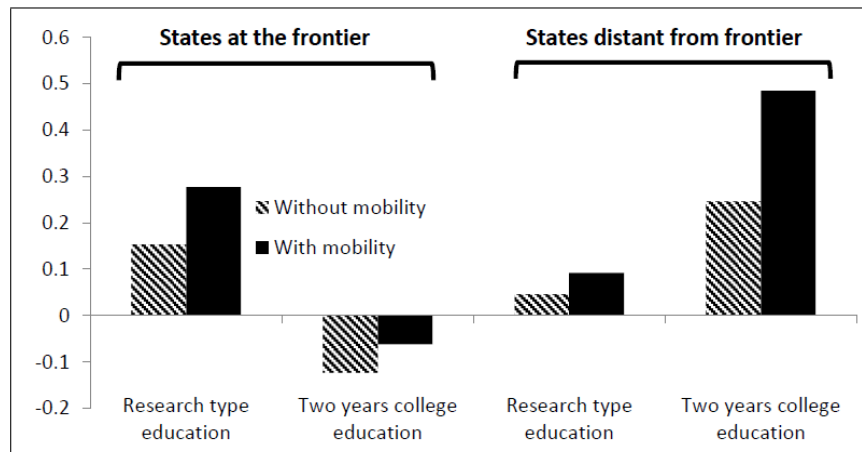 States at the frontier
States distant from frontier
0.6
0.5
0.4
0.3
0.2
0.1
0
-0.1
-0.2
Without mobility
With mobility
Research type
education
Two years college
education
Research type
education
Two years college
education